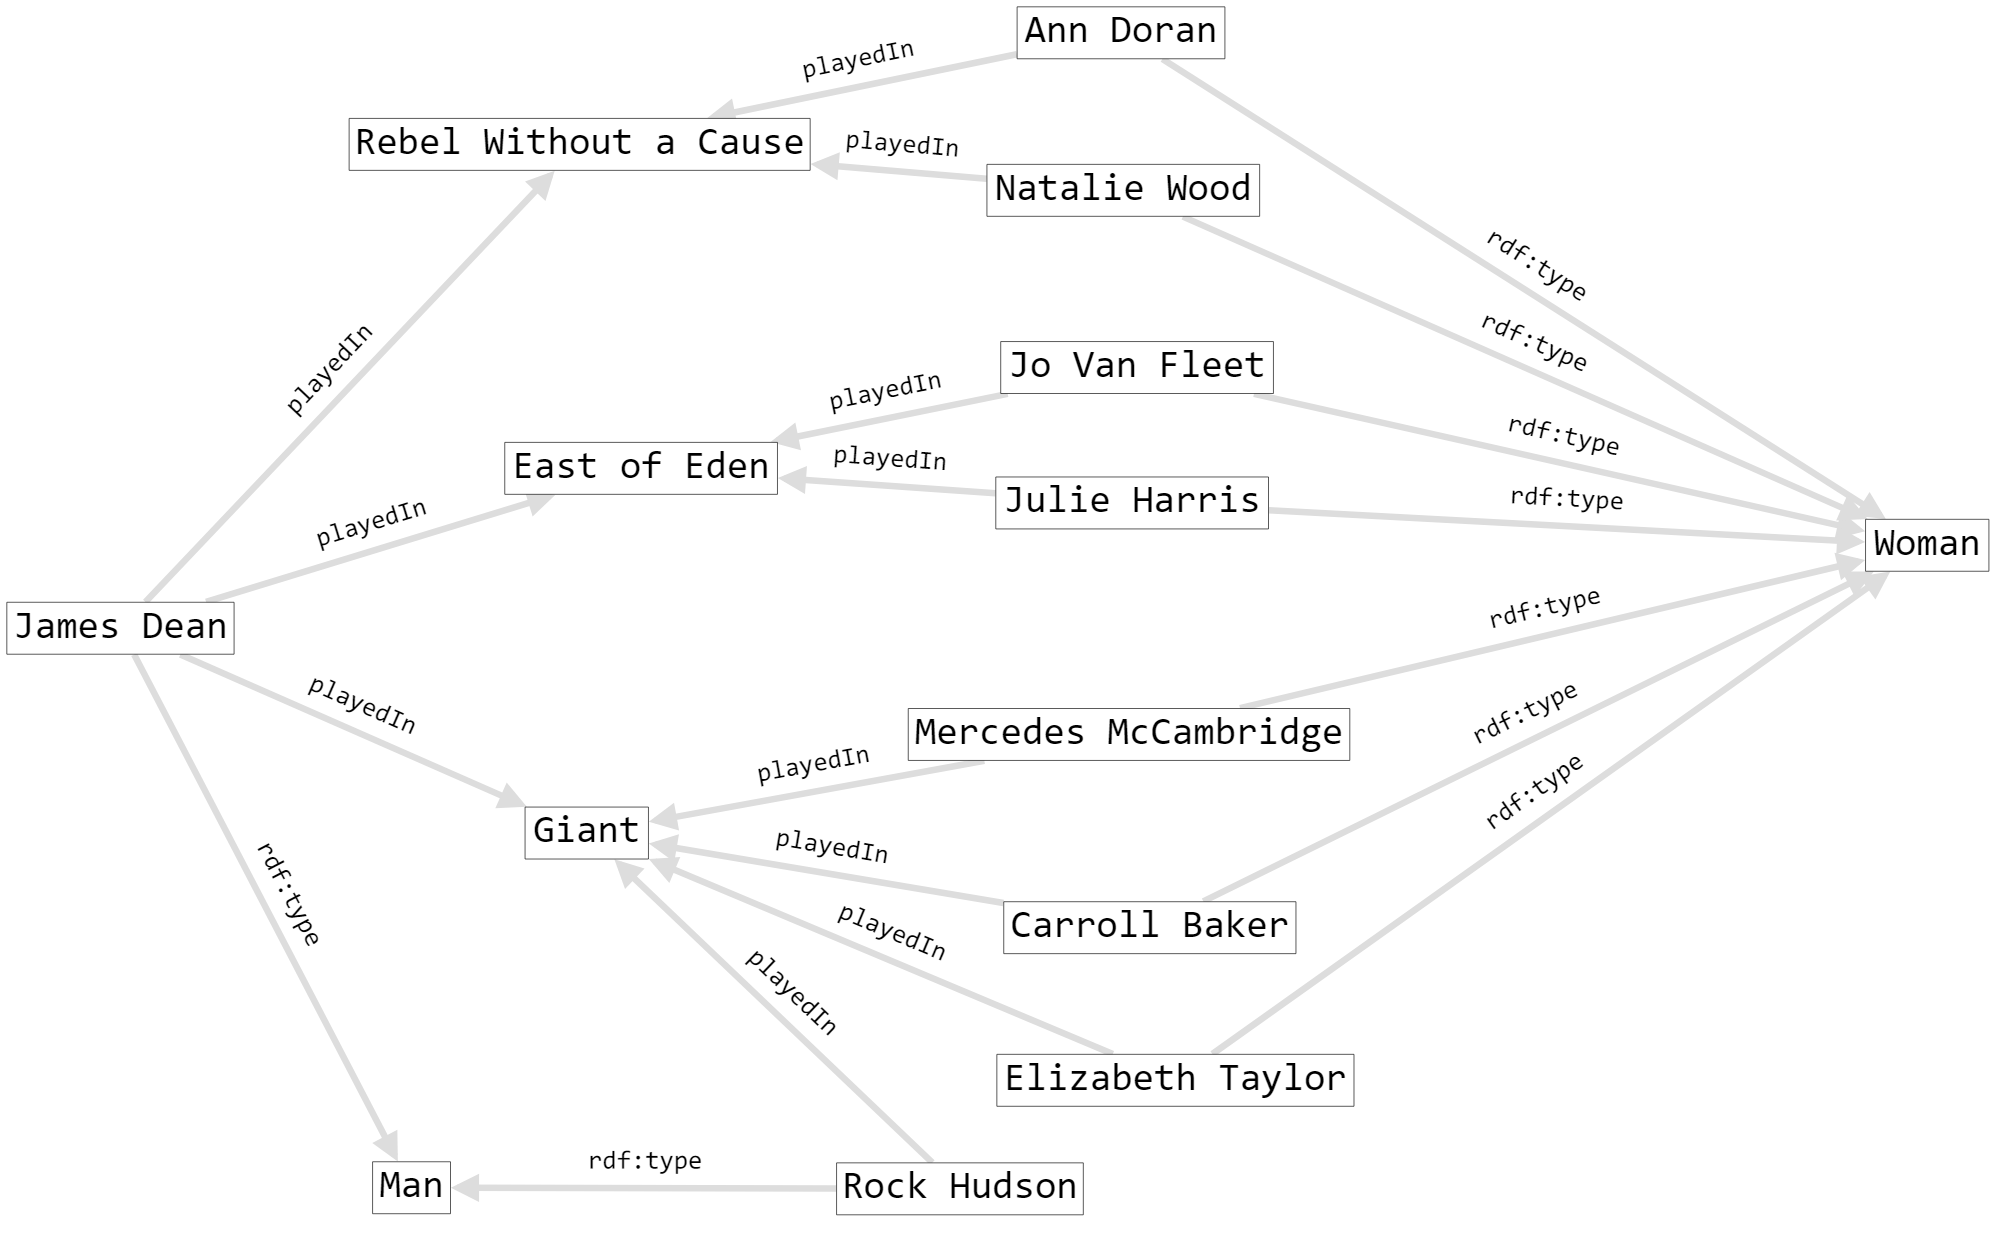 Ann Doran
playedIn
Rebel Without a Cause
playedIn
Natalie Wood
rdf:type
rdf:type
playedIn
Jo Van Fleet
playedIn
rdf:type
East of Eden
playedIn
Julie Harris
rdf:type
playedIn
Woman
James Dean
rdf:type
playedIn
Mercedes McCambridge
rdf:type
playedIn
Giant
playedIn
rdf:type
rdf:type
playedIn
Carroll Baker
playedIn
Elizabeth Taylor
rdf:type
Man
Rock Hudson